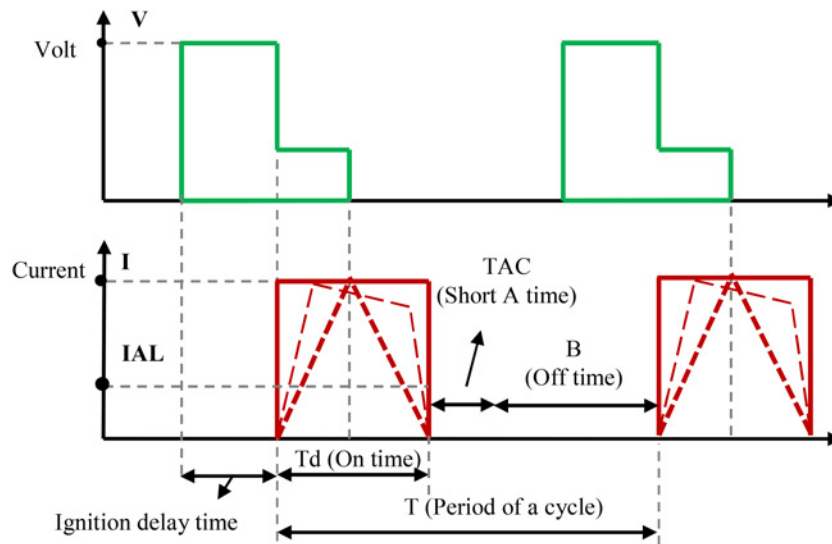 V
Volt
I
Current
TAC
(Short A time)
IAL
B
(Off time)
Td (On time)
Ignition delay time
T (Period of a cycle)